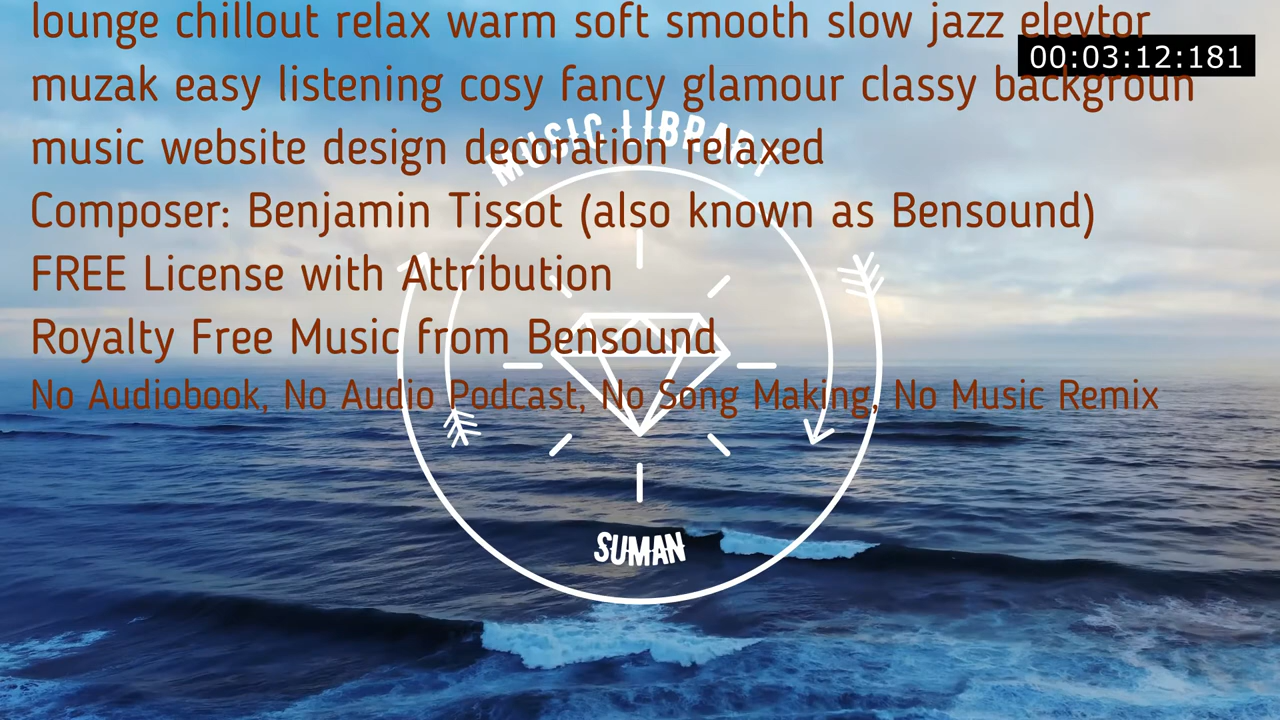 lounge chillout relax warm soft smooth slow jazz elevtor
00:03:12:181
muzak easy listening cosy fancy glamour classy backgroun
MUSIC LIBRARY
music website design decoration relaxed
Composer: Benjamin Tissot (also known as Bensound)
FREE License with Attribution
Royalty Free Music from Bensound
No Audiobook, No Audio Podcast, No Song Making, No Music Remix
SUMAN